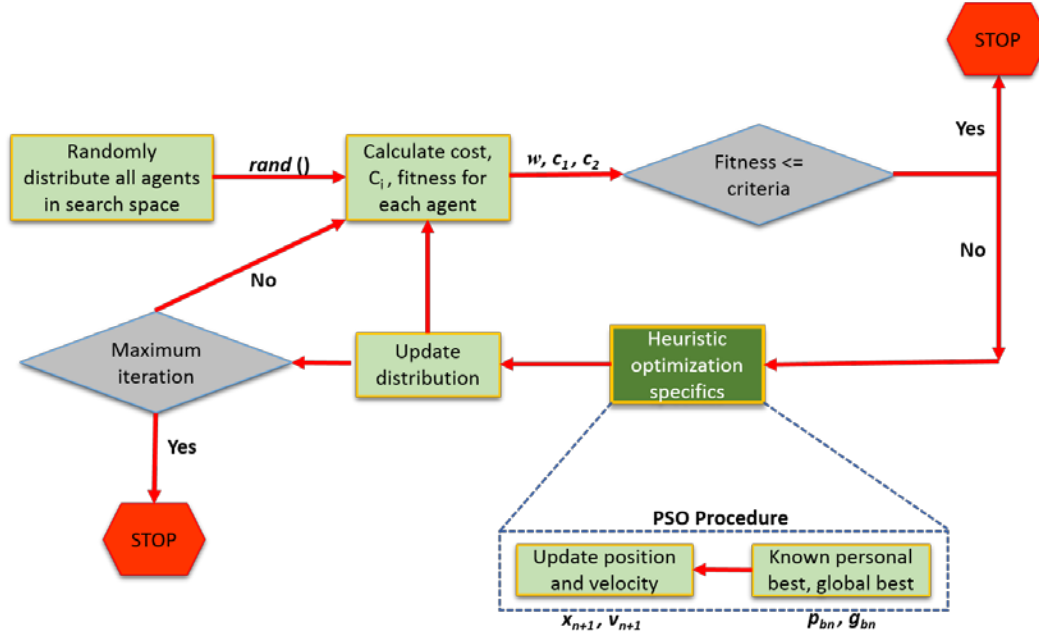 STOP
Yes
Randomly
distribute all agents
in search space
rand ()
Calculate cost,
Cᵢ , fitness for
each agent
w, c₁, c₂
Fitness <=
criteria
No
No
Maximum
iteration
Update
distribution
Heuristic
optimization
specifics
Yes
STOP
PSO Procedure
Update position
and velocity
Known personal
best, global best
xₙ₊₁, vₙ₊₁
p_bn, g_bn